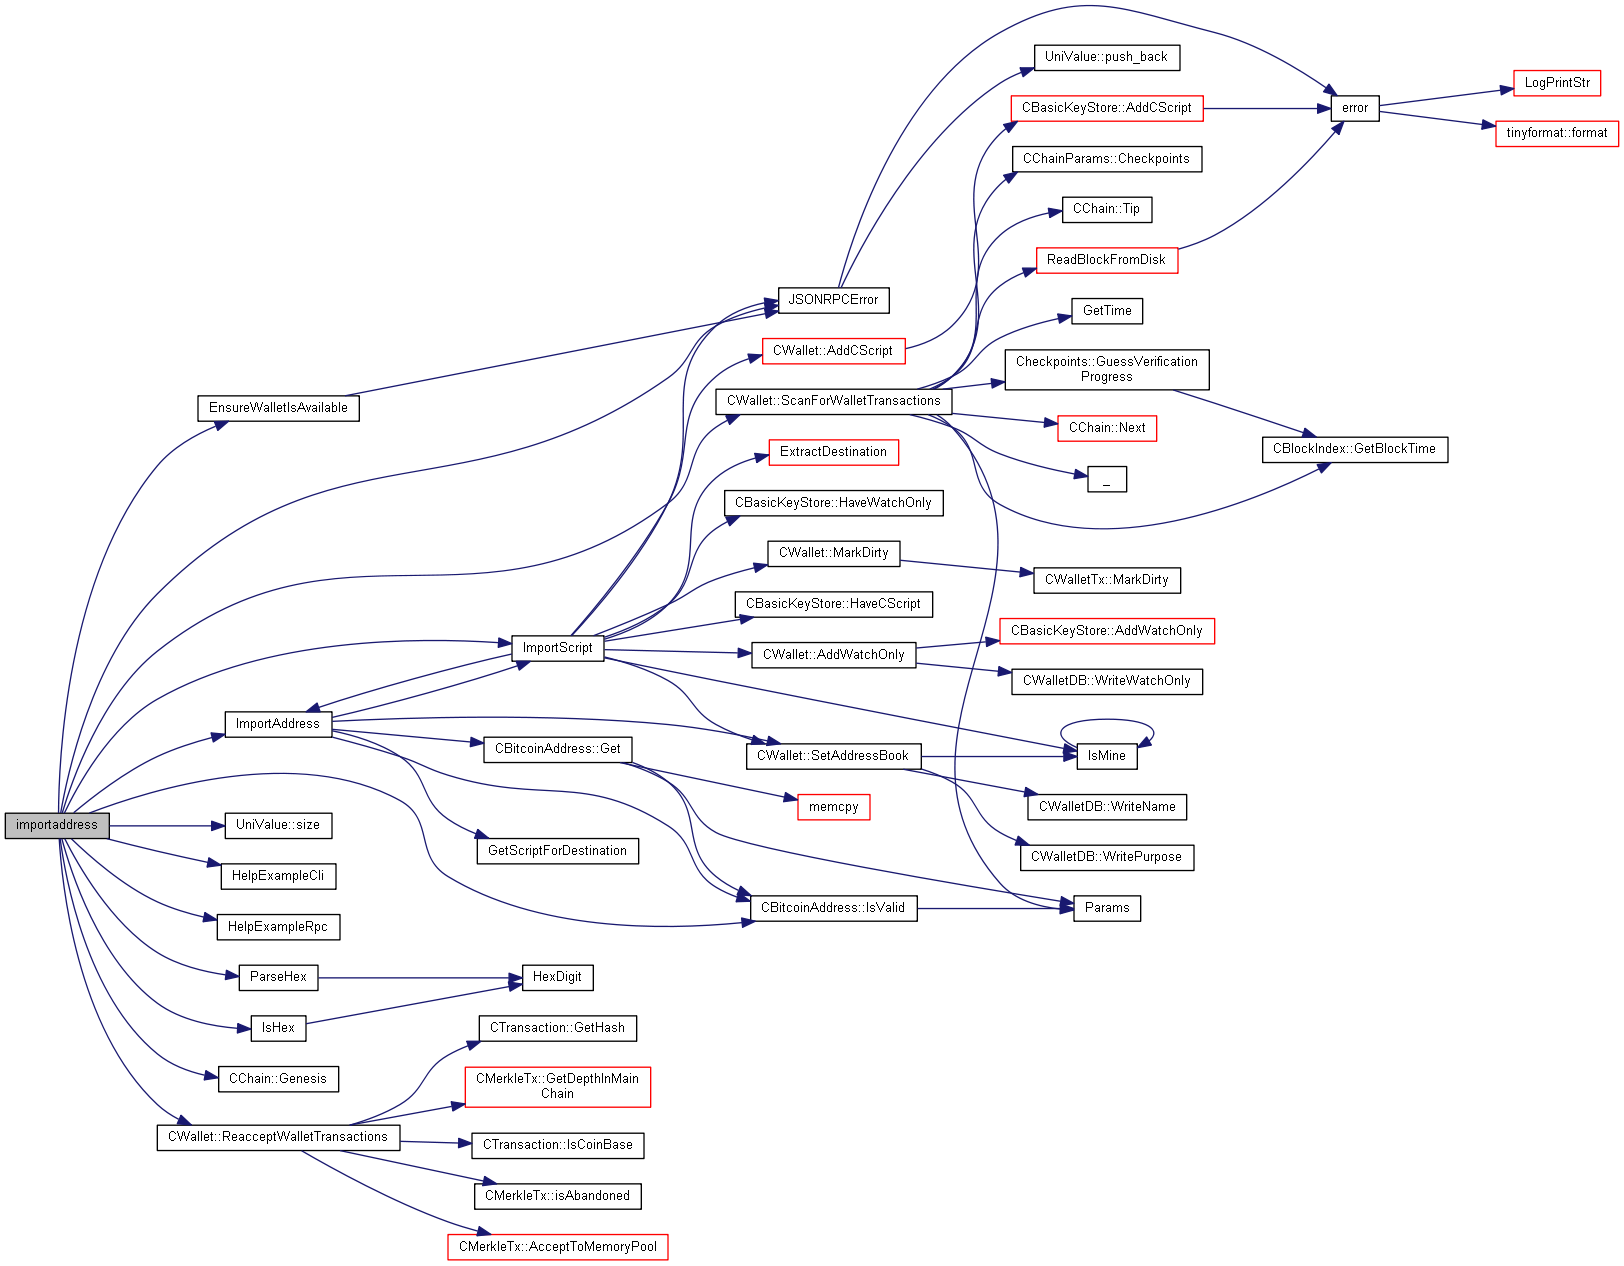 UniValue::push_back
LogPrintStr
CBasicKeyStore::AddCScript
error
tinyformat::format
CChainParams::Checkpoints
CChain::Tip
ReadBlockFromDisk
JSONRPCError
GetTime
CWallet::AddCScript
Checkpoints::GuessVerification
Progress
EnsureWalletIsAvailable
CWallet::ScanForWalletTransactions
CChain::Next
ExtractDestination
CBlockIndex::GetBlockTime
_
CBasicKeyStore::HaveWatchOnly
CWallet::MarkDirty
CWalletTx::MarkDirty
CBasicKeyStore::HaveCScript
CBasicKeyStore::AddWatchOnly
ImportScript
CWallet::AddWatchOnly
CWalletDB::WriteWatchOnly
ImportAddress
CBitcoinAddress::Get
CWallet::SetAddressBook
IsMine
memcpy
CWalletDB::WriteName
importaddress
UniValue::size
GetScriptForDestination
CWalletDB::WritePurpose
HelpExampleCli
CBitcoinAddress::IsValid
Params
HelpExampleRpc
ParseHex
HexDigit
IsHex
CTransaction::GetHash
CChain::Genesis
CMerkleTx::GetDepthInMain
Chain
CWallet::ReacceptWalletTransactions
CTransaction::IsCoinBase
CMerkleTx::isAbandoned
CMerkleTx::AcceptToMemoryPool